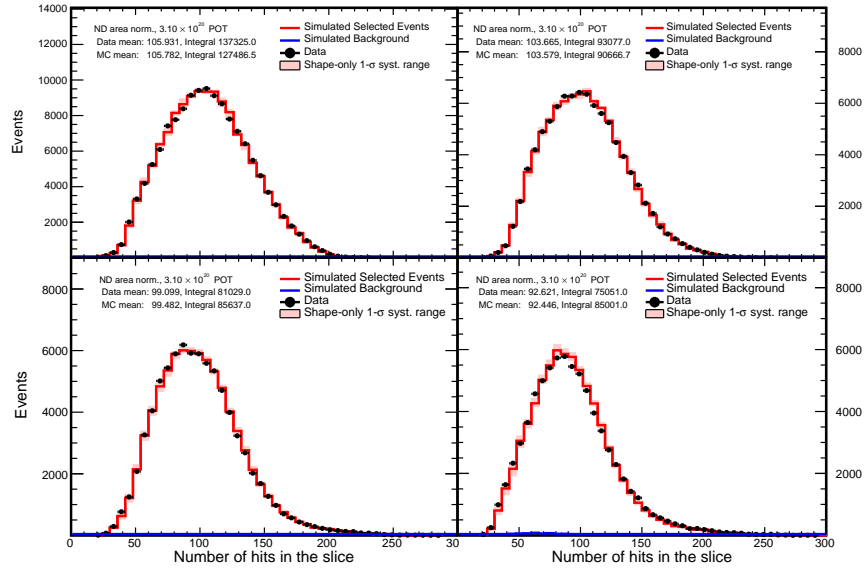 14000
12000
10000
8000
6000
4000
2000
Events
ND area norm., 3.10 × 10²⁰ POT
Data mean: 105.931, Integral 137325.0
MC mean: 105.782, Integral 127486.5
Simulated Selected Events
Simulated Background
Data
Shape-only 1-σ syst. range
ND area norm., 3.10 × 10²⁰ POT
Data mean: 103.665, Integral 93077.0
MC mean: 103.579, Integral 90666.7
Simulated Selected Events
Simulated Background
Data
Shape-only 1-σ syst. range
8000
6000
4000
2000
8000
6000
4000
2000
Events
ND area norm., 3.10 × 10²⁰ POT
Data mean: 99.099, Integral 81029.0
MC mean: 99.482, Integral 85637.0
Simulated Selected Events
Simulated Background
Data
Shape-only 1-σ syst. range
0 50 100 150 200 250 30
Number of hits in the slice
ND area norm., 3.10 × 10²⁰ POT
Data mean: 92.621, Integral 75051.0
MC mean: 92.446, Integral 85001.0
Simulated Selected Events
Simulated Background
Data
Shape-only 1-σ syst. range
8000
6000
4000
2000
50 100 150 200 250 300
Number of hits in the slice